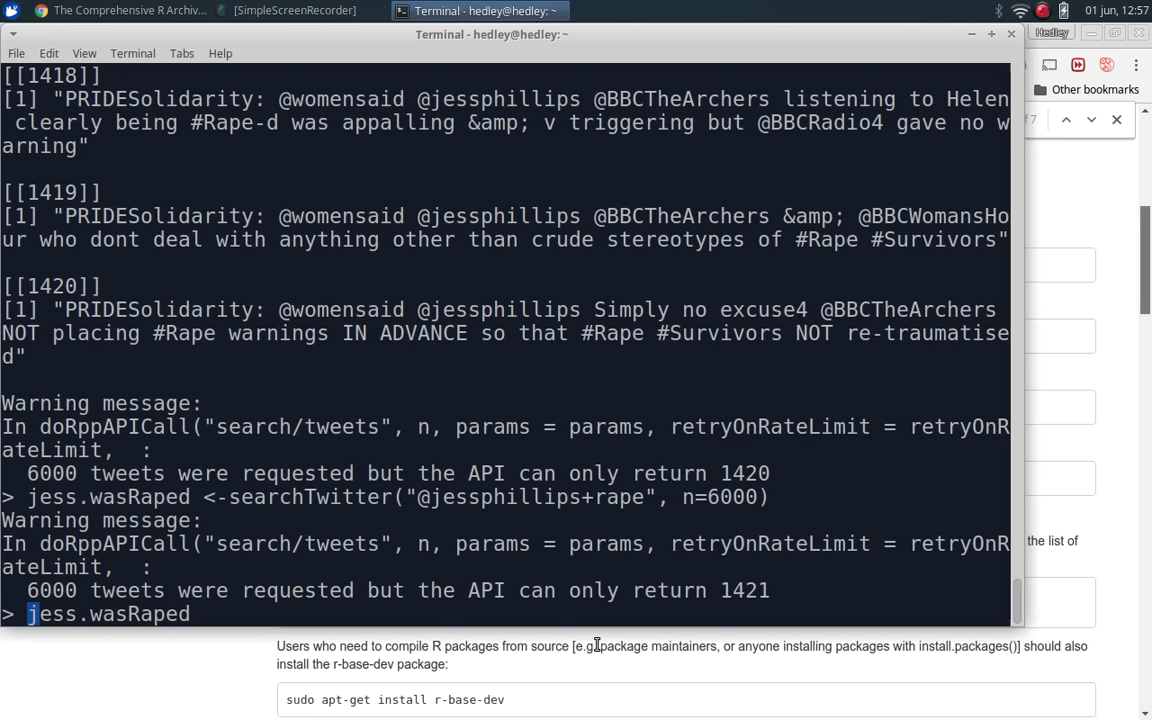 The Comprehensive R Archiv...
[SimpleScreenRecorder]
Terminal - hedley@hedley: ~
01 jun, 12:57
Terminal - hedley@hedley: ~
Hedley
File Edit View Terminal Tabs Help
Other bookmarks
of 7
[[1418]]
[1] "PRIDESolidarity: @womensaid @jessphillips @BBCTheArchers listening to Helen
clearly being #Rape-d was appalling &amp; v triggering but @BBCRadio4 gave no w
arning"
[[1419]]
[1] "PRIDESolidarity: @womensaid @jessphillips @BBCTheArchers &amp; @BBCWomansHo
ur who dont deal with anything other than crude stereotypes of #Rape #Survivors"
[[1420]]
[1] "PRIDESolidarity: @womensaid @jessphillips Simply no excuse4 @BBCTheArchers
NOT placing #Rape warnings IN ADVANCE so that #Rape #Survivors NOT re-traumatise
d"
Warning message:
In doRppAPICall("search/tweets", n, params = params, retryOnRateLimit = retryOnR
ateLimit,  :
  6000 tweets were requested but the API can only return 1420
> jess.wasRaped <-searchTwitter("@jessphillips+rape", n=6000)
Warning message:
In doRppAPICall("search/tweets", n, params = params, retryOnRateLimit = retryOnR
ateLimit,  :
  6000 tweets were requested but the API can only return 1421
> jess.wasRaped
the list of
Users who need to compile R packages from source [e.g. package maintainers, or anyone installing packages with install.packages()] should also
install the r-base-dev package:
sudo apt-get install r-base-dev